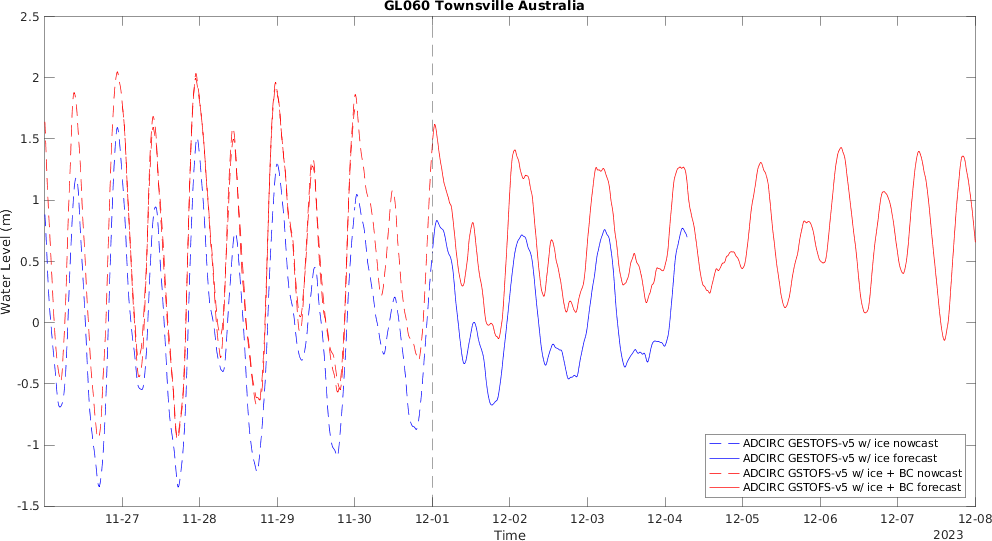 GL060 Townsville Australia
2.5
2
1.5
1
0.5
0
-0.5
-1
-1.5
Water Level (m)
ADCIRC GESTOFS-v5 w/ ice nowcast
ADCIRC GESTOFS-v5 w/ ice forecast
ADCIRC GSTOFS-v5 w/ ice + BC nowcast
ADCIRC GSTOFS-v5 w/ ice + BC forecast
11-27 11-28 11-29 11-30 12-01 12-02 12-03 12-04 12-05 12-06 12-07 12-08
Time
2023